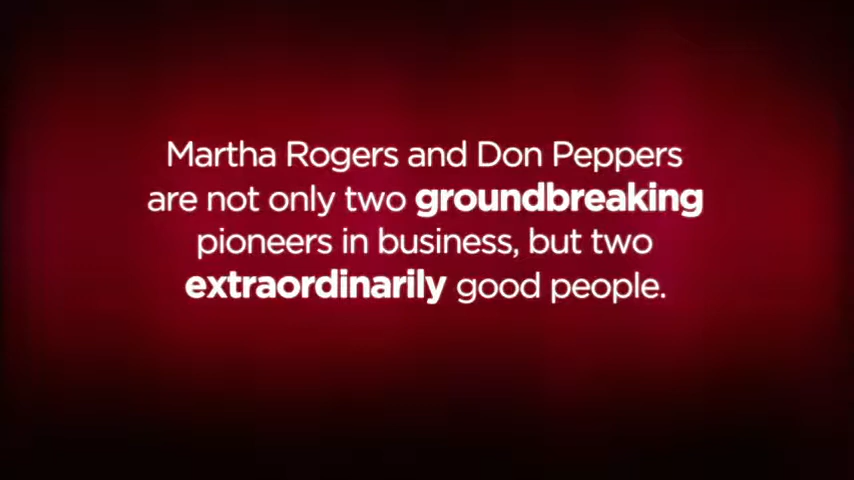 Martha Rogers and Don Peppers
are not only two groundbreaking
pioneers in business, but two
extraordinarily good people.